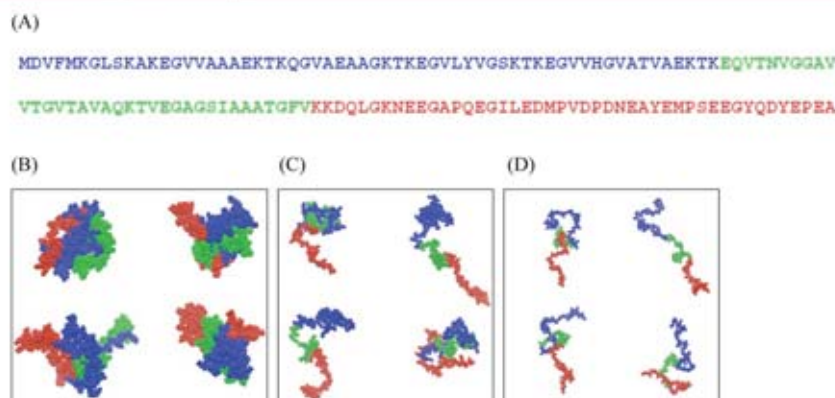 (A)
MDVFMKGLSKAKEGVVAAAEKTKQGVAEAAGKTKEGVLYVGSKTKEGVVHGVATVAEKTKEQVTNVGGAV
VTGVTAVAQKTVEGAGSIAAATGFVKKDQLGKNEEGAPQEGILEDMPVDPDNEAYEMPSEEGYQDYEPEA
(B)
(C)
(D)